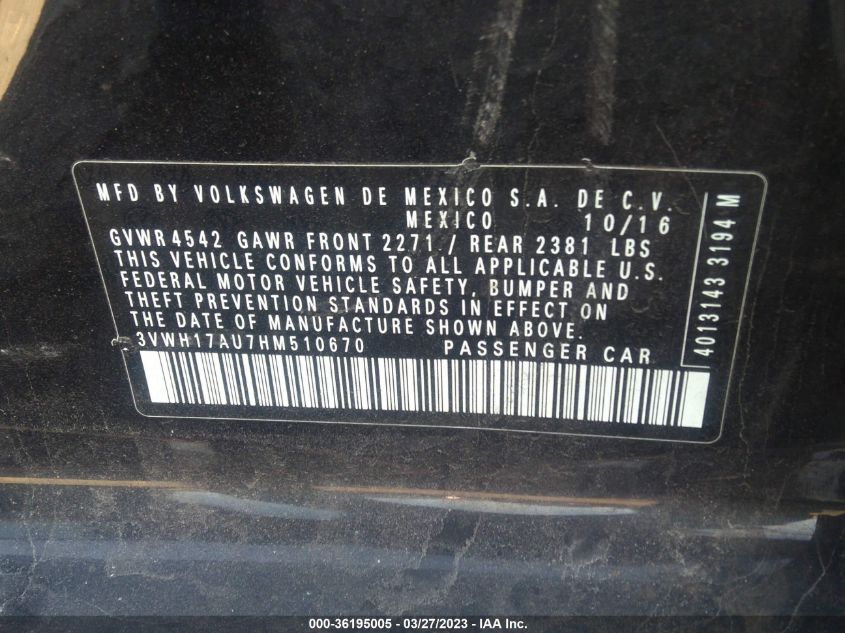 MFD BY VOLKSWAGEN DE MEXICO S.A. DE C.V.
MEXICO 10/16
GVWR 4542 GAWR FRONT 2271 / REAR 2381 LBS
THIS VEHICLE CONFORMS TO ALL APPLICABLE U.S.
FEDERAL MOTOR VEHICLE SAFETY, BUMPER AND
THEFT PREVENTION STANDARDS IN EFFECT ON
THE DATE OF MANUFACTURE SHOWN ABOVE.
3VWH17AU7HM510670 PASSENGER CAR
4013143 3194 M
000-36195005 — 03/27/2023 — IAA Inc.